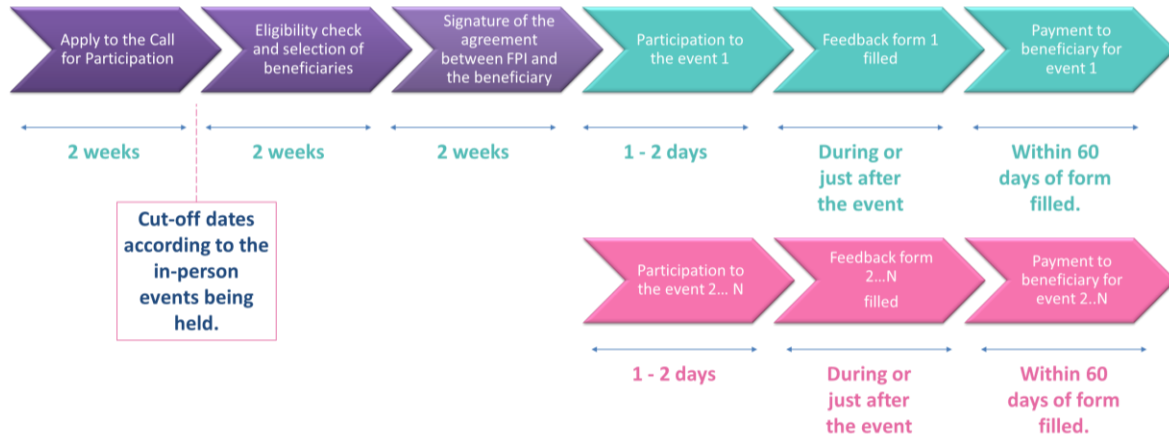 Apply to the Call
for Participation
Eligibility check
and selection of
beneficiaries
Signature of the
agreement
between FPI and
the beneficiary
Participation to
the event 1
Feedback form 1
filled
Payment to
beneficiary for
event 1
2 weeks
2 weeks
2 weeks
1 - 2 days
During or
just after
the event
Within 60
days of form
filled.
Cut-off dates
according to the
in-person
events being
held.
Participation to
the event 2... N
Feedback form
2...N
filled
Payment to
beneficiary for
event 2..N
1 - 2 days
During or
just after
the event
Within 60
days of form
filled.